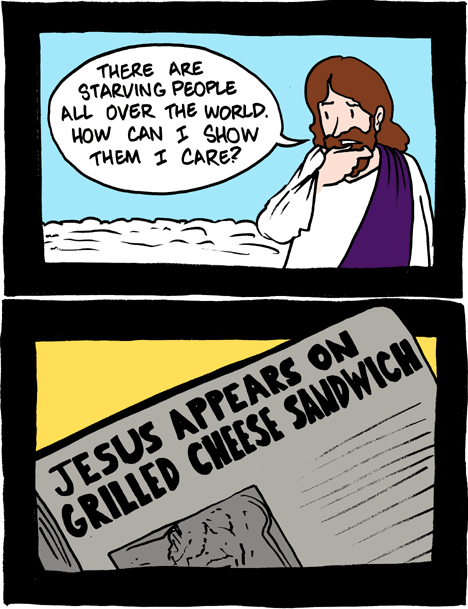 THERE ARE
STARVING PEOPLE
ALL OVER THE WORLD.
HOW CAN I SHOW
THEM I CARE?
JESUS APPEARS ON
GRILLED CHEESE SANDWICH